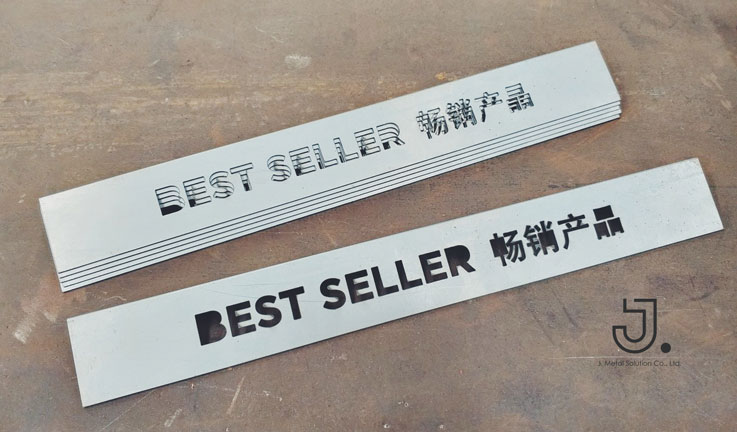 BEST SELLER 畅销产品
BEST SELLER 畅销产品
J.
J. Metal Solution Co., Ltd.